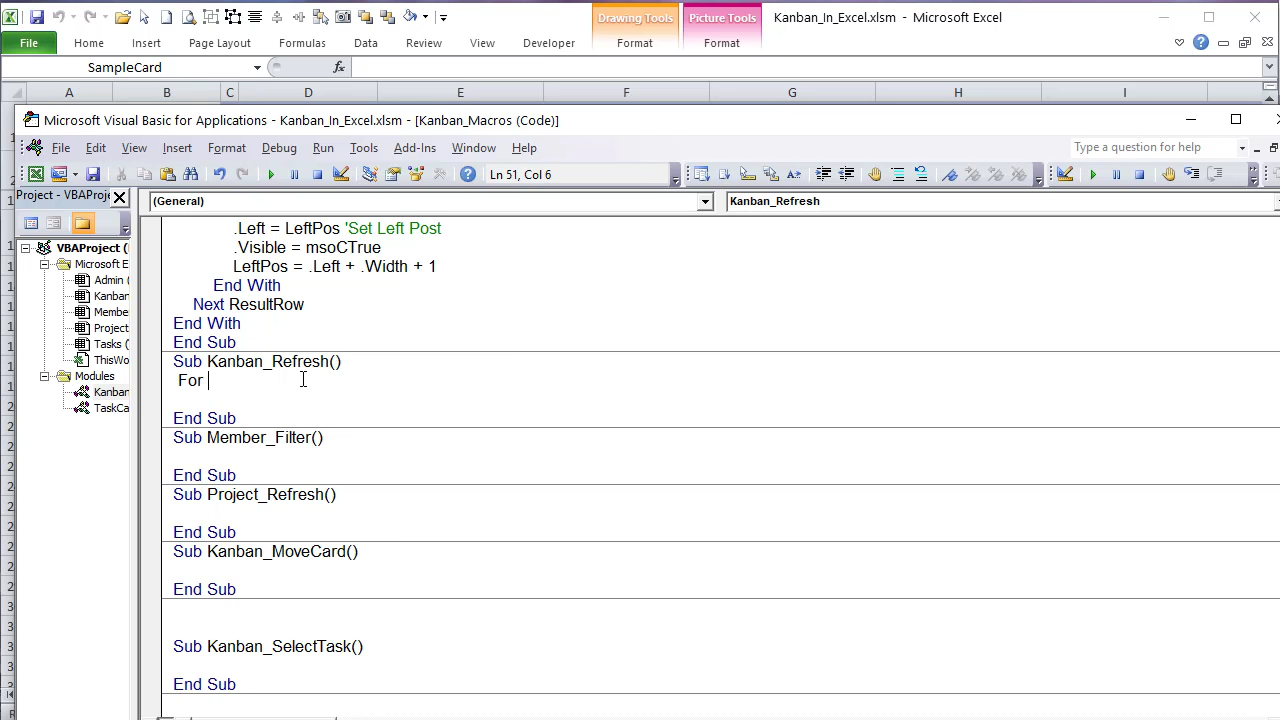 Drawing Tools
Picture Tools
Kanban_In_Excel.xlsm - Microsoft Excel
File Home Insert Page Layout Formulas Data Review View Developer Format Format
SampleCard fx
A B C D E F G H I
Microsoft Visual Basic for Applications - Kanban_In_Excel.xlsm - [Kanban_Macros (Code)]
File Edit View Insert Format Debug Run Tools Add-Ins Window Help Type a question for help
Ln 51, Col 6
Project - VBAProje
(General) Kanban_Refresh
VBAProject (
Microsoft E
Admin (
Kanban
Membe
Project
Tasks (
ThisWo
Modules
Kanban
TaskCa
.Left = LeftPos 'Set Left Post
.Visible = msoCTrue
LeftPos = .Left + .Width + 1
End With
Next ResultRow
End With
End Sub
Sub Kanban_Refresh()
For
End Sub
Sub Member_Filter()
End Sub
Sub Project_Refresh()
End Sub
Sub Kanban_MoveCard()
End Sub
Sub Kanban_SelectTask()
End Sub